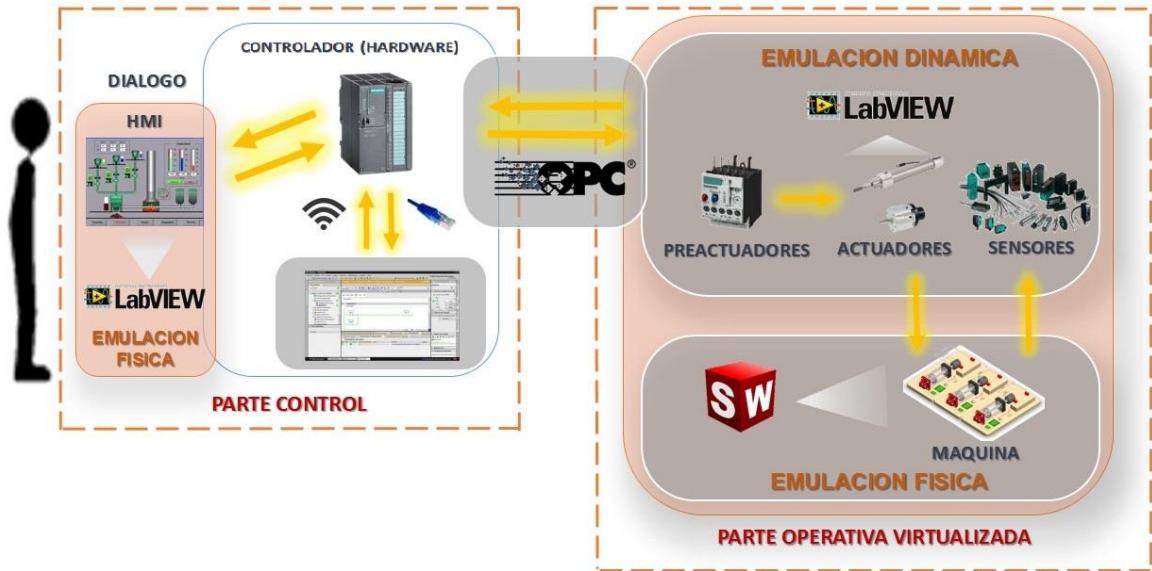 DIALOGO
HMI
LabVIEW
EMULACION
FISICA
CONTROLADOR (HARDWARE)
PARTE CONTROL
OPC®
EMULACION DINAMICA
LabVIEW
PREACTUADORES
ACTUADORES
SENSORES
SW
MAQUINA
EMULACION FISICA
PARTE OPERATIVA VIRTUALIZADA